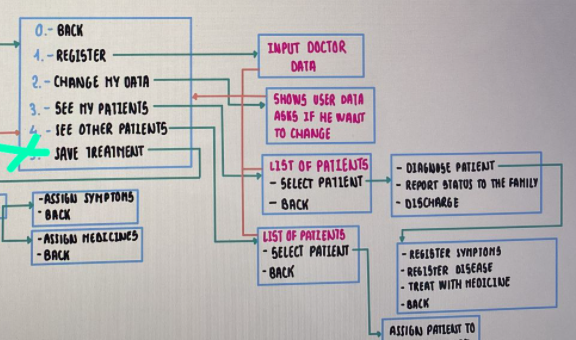 0.- BACK
1.- REGISTER
2.- CHANGE MY DATA
3.- SEE MY PATIENTS
4.- SEE OTHER PATIENTS
SAVE TREATMENT
INPUT DOCTOR
DATA
SHOWS USER DATA
ASKS IF HE WANT
TO CHANGE
LIST OF PATIENTS
- SELECT PATIENT
- BACK
- DIAGNOSE PATIENT
- REPORT STATUS TO THE FAMILY
- DISCHARGE
- ASSIGN SYMPTOMS
- BACK
- ASSIGN MEDICINES
- BACK
LIST OF PATIENTS
- SELECT PATIENT
- BACK
- REGISTER SYMPTOMS
- REGISTER DISEASE
- TREAT WITH MEDICINE
- BACK
ASSIGN PATIENT TO